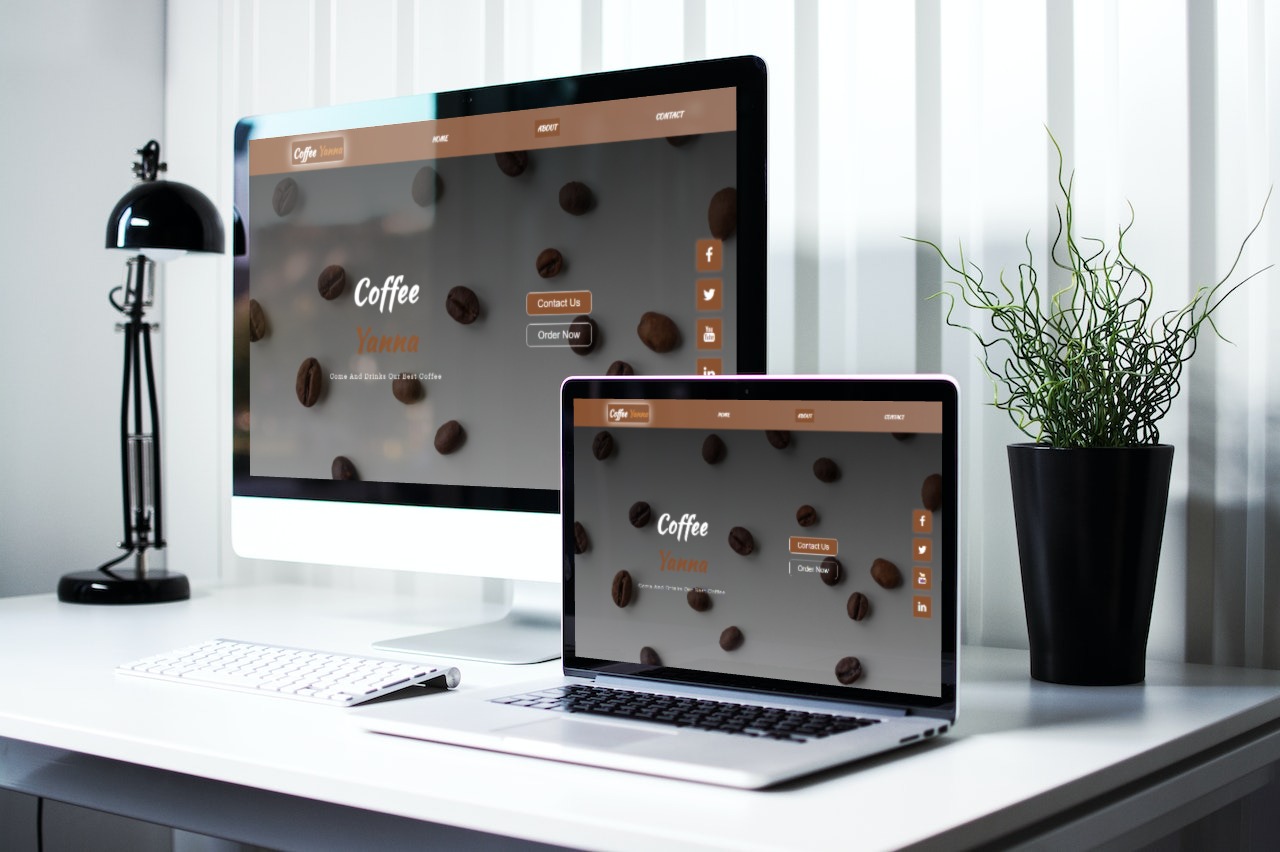 Coffee Yanna
HOME
ABOUT
CONTACT
Coffee
Yanna
Come And Drinks Our Best Coffee
Contact Us
Order Now
f
You
Tube
in
Coffee Yanna
HOME
ABOUT
CONTACT
Coffee
Yanna
Come And Drinks Our Best Coffee
Contact Us
Order Now
f
You
Tube
in